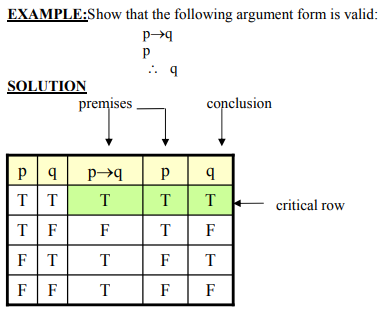 EXAMPLE:Show that the following argument form is valid:
p→q
p
∴ q
SOLUTION
premises conclusion
p q p→q p q
T T T T T
critical row
T F F T F
F T T F T
F F T F F